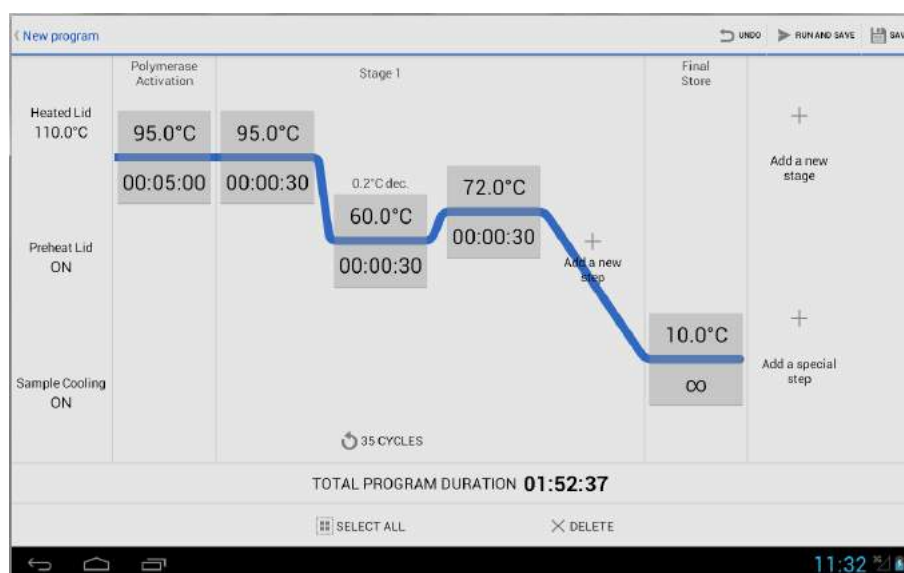 New program
UNDO
RUN AND SAVE
SAV
Heated Lid
110.0°C
Preheat Lid
ON
Sample Cooling
ON
Polymerase
Activation
95.0°C
00:05:00
Stage 1
95.0°C
00:00:30
0.2°C dec.
60.0°C
00:00:30
72.0°C
00:00:30
Add a new
step
35 CYCLES
Final
Store
10.0°C
∞
Add a new
stage
Add a special
step
TOTAL PROGRAM DURATION 01:52:37
SELECT ALL
DELETE
11:32